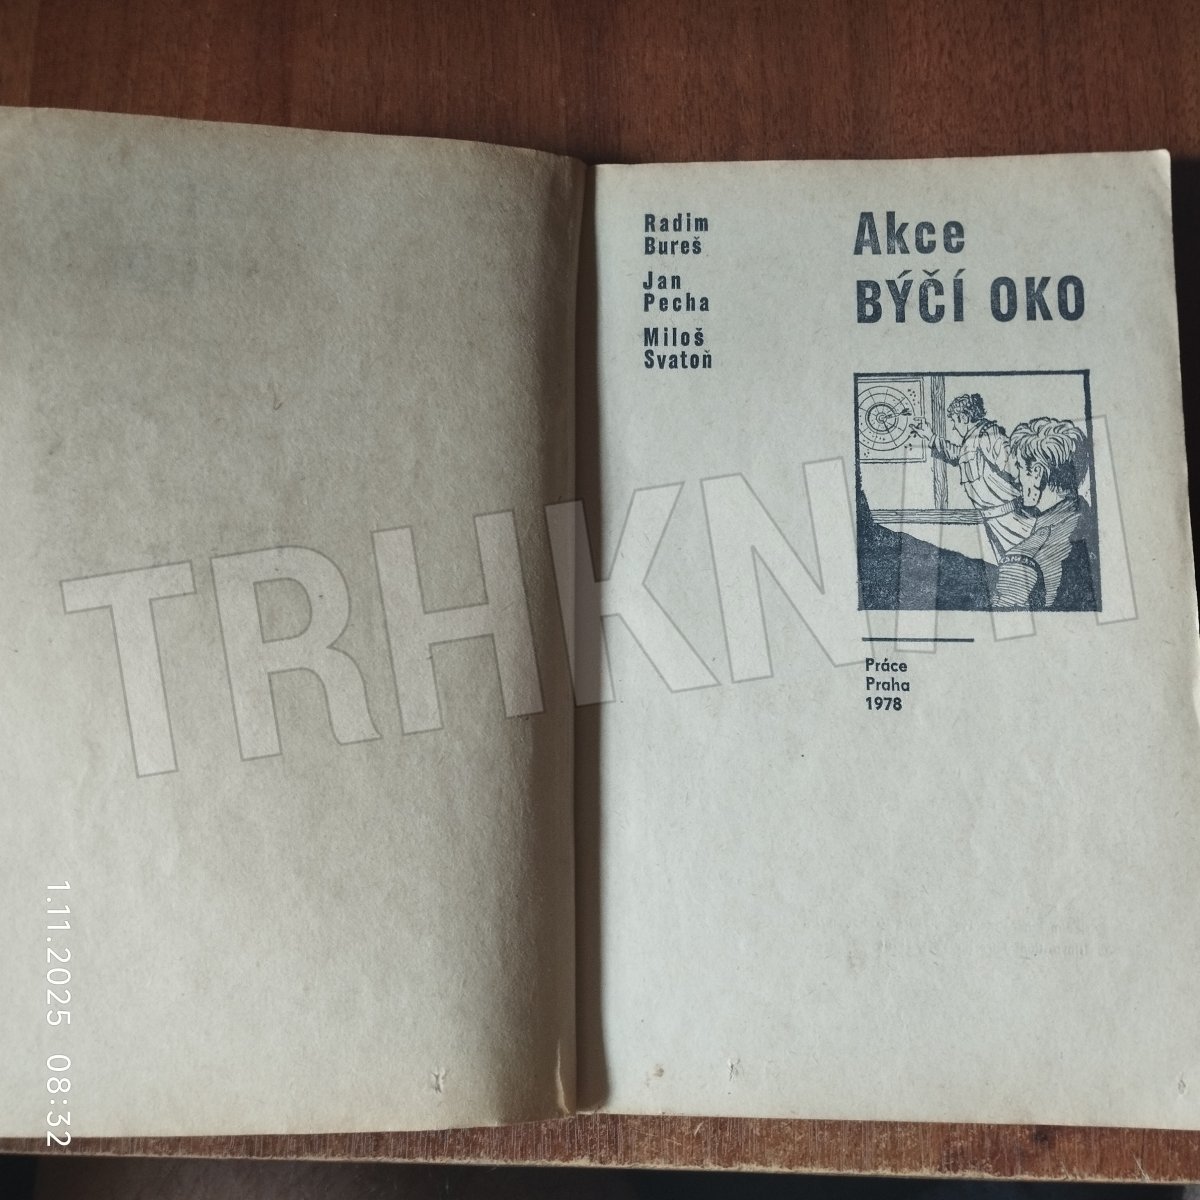 Radim
Bureš
Jan
Pecha
Miloš
Svatoň
Akce
BÝČÍ OKO
Práce
Praha
1978
TRHKNIH
1.11.2025 08:32